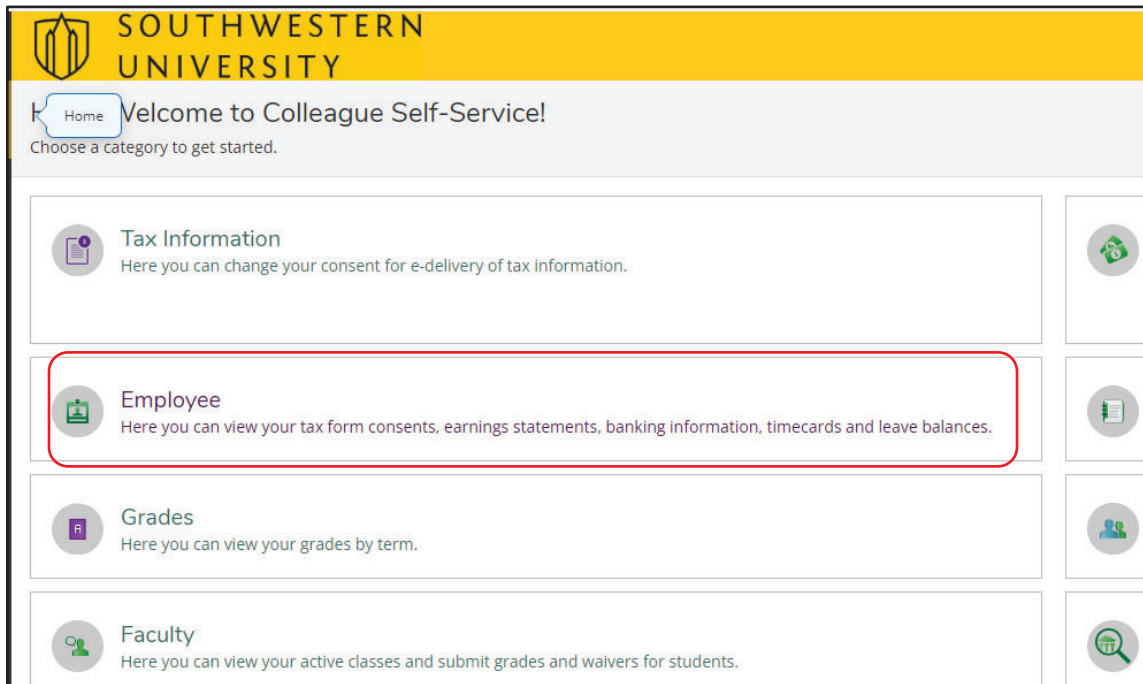 SOUTHWESTERN
UNIVERSITY
Home
Welcome to Colleague Self-Service!
Choose a category to get started.
Tax Information
Here you can change your consent for e-delivery of tax information.
Employee
Here you can view your tax form consents, earnings statements, banking information, timecards and leave balances.
Grades
Here you can view your grades by term.
Faculty
Here you can view your active classes and submit grades and waivers for students.